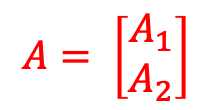 A = [A₁
A₂]